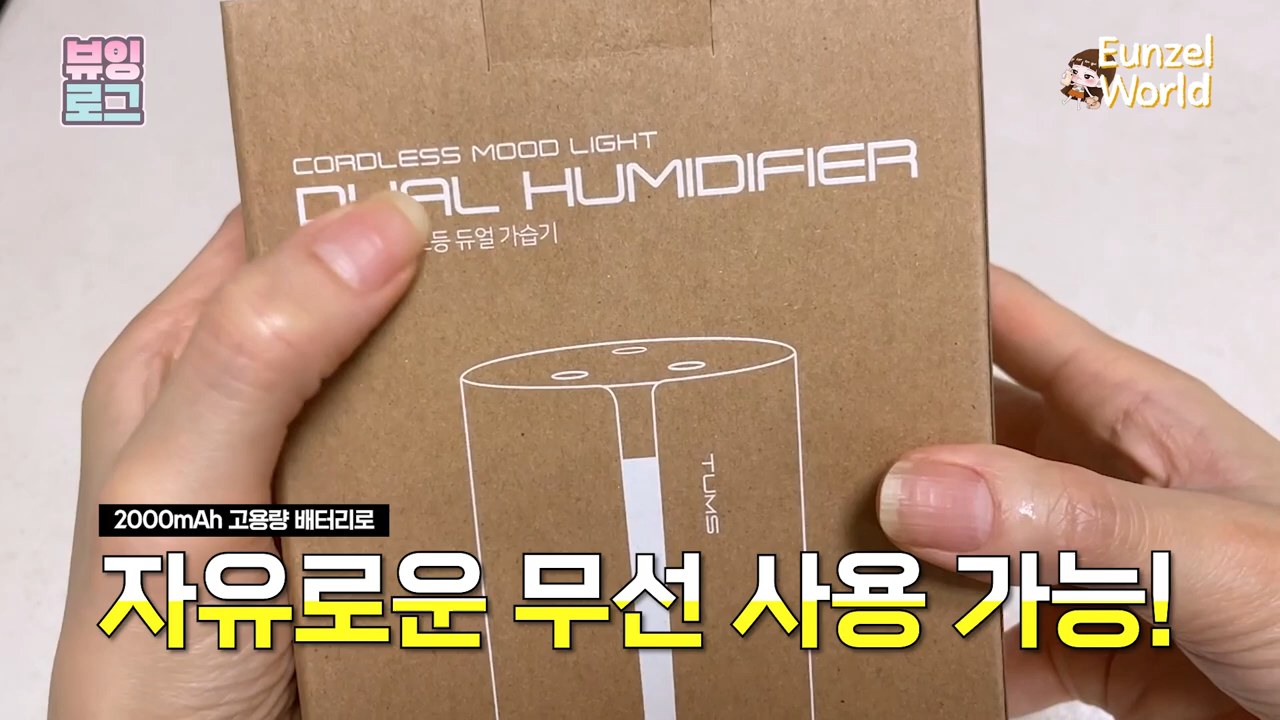 뷰잉
로그
Eunzel
World
CORDLESS MOOD LIGHT
DUAL HUMIDIFIER
듀얼 가습기
TUMS
2000mAh 고용량 배터리로
자유로운 무선 사용 가능!